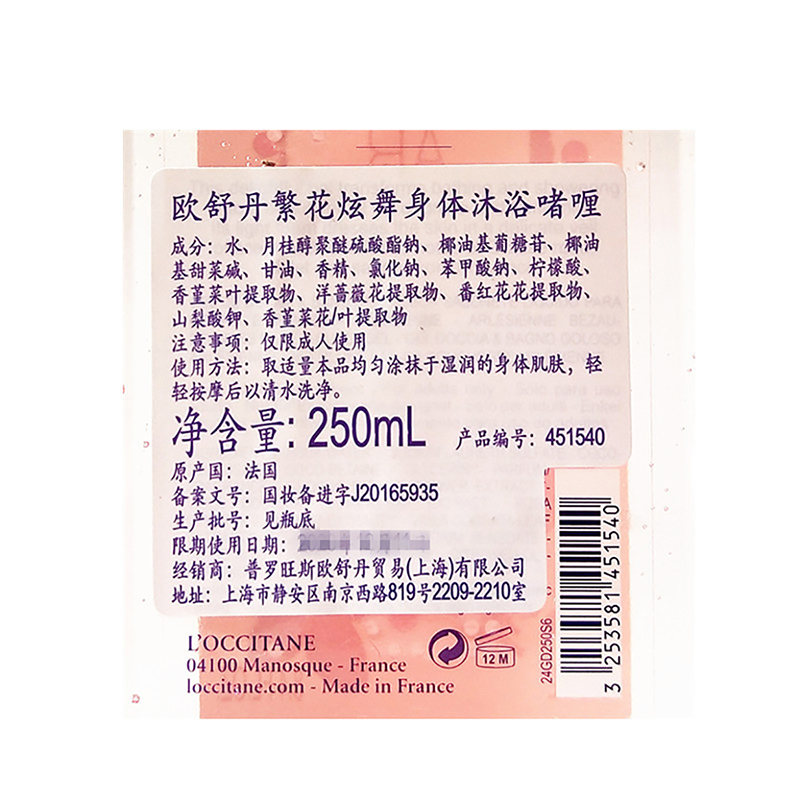 欧舒丹繁花炫舞身体沐浴啫喱
成分：水、月桂醇聚醚硫酸酯钠、椰油基葡糖苷、椰油
基甜菜碱、甘油、香精、氯化钠、苯甲酸钠、柠檬酸、
香堇菜叶提取物、洋蔷薇花提取物、番红花花提取物、
山梨酸钾、香堇菜花/叶提取物
注意事项：仅限成人使用
使用方法：取适量本品均匀涂抹于湿润的身体肌肤，轻
轻按摩后以清水洗净。
净含量：250mL 产品编号：451540
原产国：法国
备案文号：国妆备进字J20165935
生产批号：见瓶底
限期使用日期：
经销商：普罗旺斯欧舒丹贸易(上海)有限公司
地址：上海市静安区南京西路819号2209-2210室
L'OCCITANE
04100 Manosque - France
loccitane.com - Made in France
12 M
24GD250S6
3 253581 451540